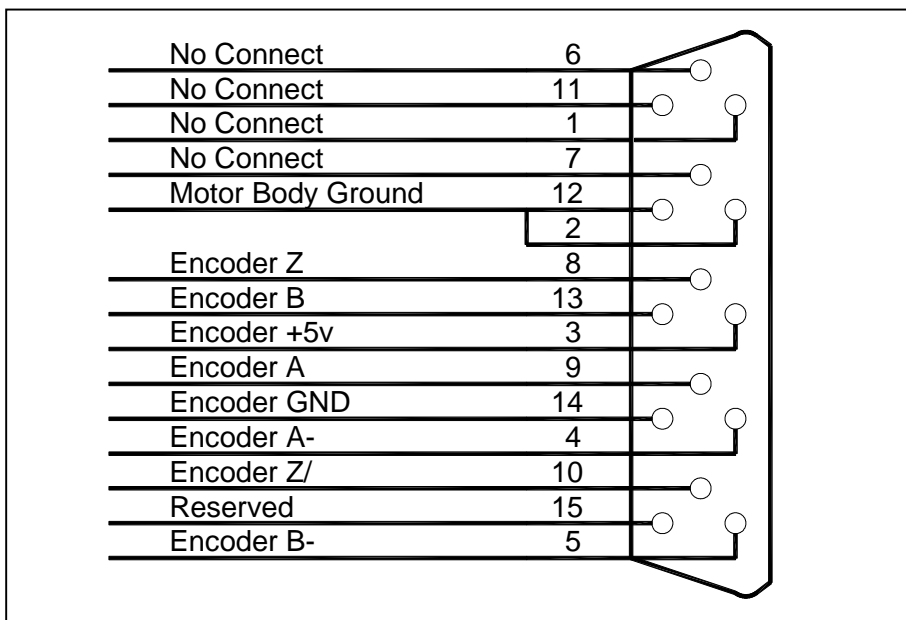 No Connect 6
No Connect 11
No Connect 1
No Connect 7
Motor Body Ground 12
2
Encoder Z 8
Encoder B 13
Encoder +5v 3
Encoder A 9
Encoder GND 14
Encoder A- 4
Encoder Z/ 10
Reserved 15
Encoder B- 5